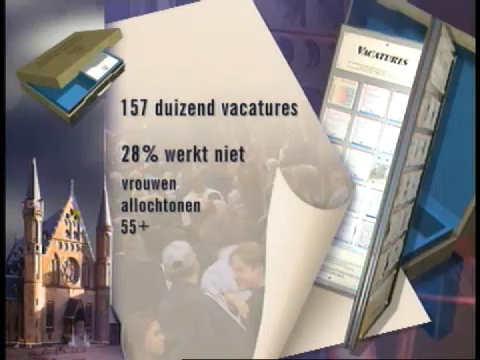 VACATURES
157 duizend vacatures
28% werkt niet
vrouwen
allochtonen
55+